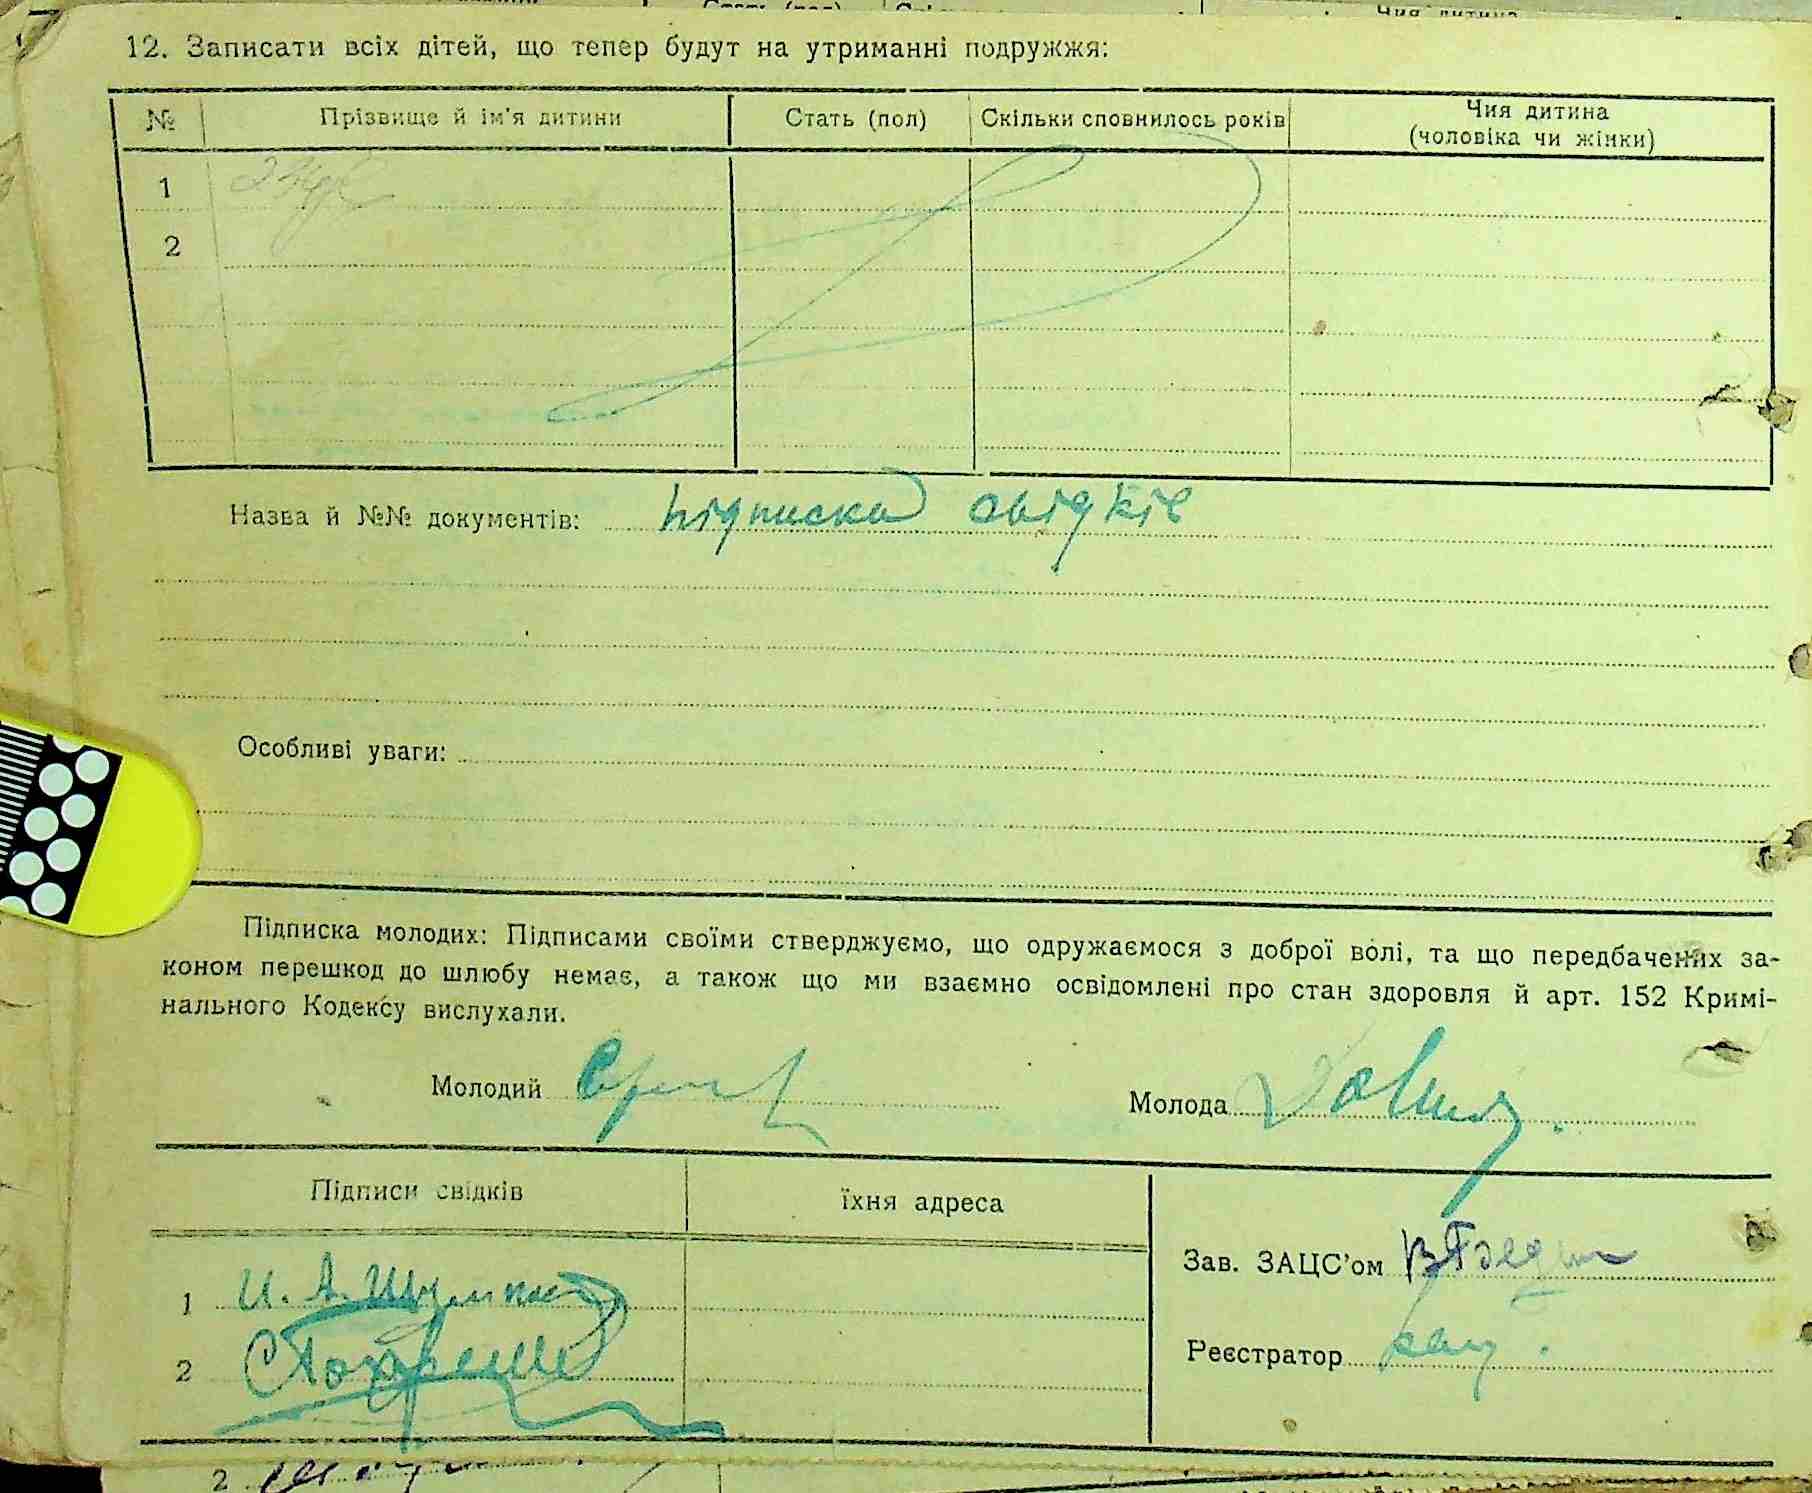 12. Записати всіх дітей, що тепер будут на утриманні подружжя:
№ Прізвище й ім'я дитини Стать (пол) Скільки сповнилось років Чия дитина
(чоловіка чи жінки)
1
2
Назва й №№ документів: підписка свідків
Особливі уваги:
Підписка молодих: Підписами своїми стверджуємо, що одружаємося з доброї волі, та що передбачених за-
коном перешкод до шлюбу немає, а також що ми взаємно освідомлені про стан здоровля й арт. 152 Кримі-
нального Кодексу вислухали.
Молодий
Молода
Підписи свідків їхня адреса
Зав. ЗАЦС'ом
1 И. А.
Реєстратор
2
2